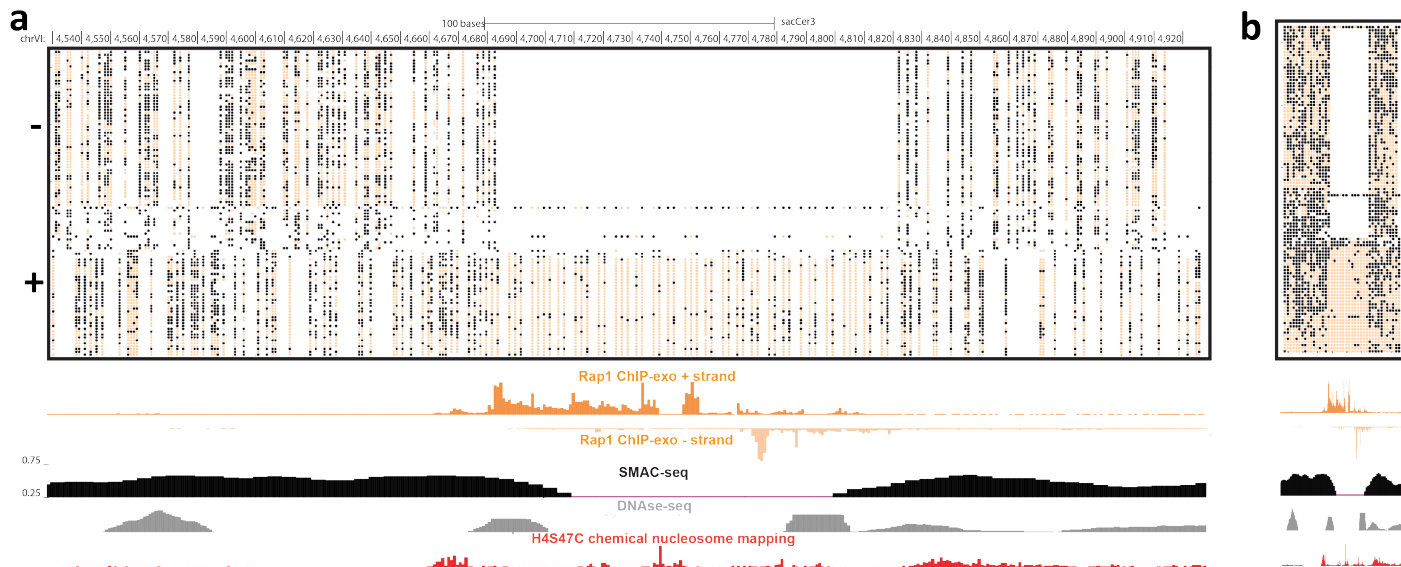 a
b
100 bases
sacCer3
chrVI: 4,540 4,550 4,560 4,570 4,580 4,590 4,600 4,610 4,620 4,630 4,640 4,650 4,660 4,670 4,680 4,690 4,700 4,710 4,720 4,730 4,740 4,750 4,760 4,770 4,780 4,790 4,800 4,810 4,820 4,830 4,840 4,850 4,860 4,870 4,880 4,890 4,900 4,910 4,920
-
+
Rap1 ChIP-exo + strand
Rap1 ChIP-exo - strand
0.75
SMAC-seq
0.25
DNAse-seq
H4S47C chemical nucleosome mapping